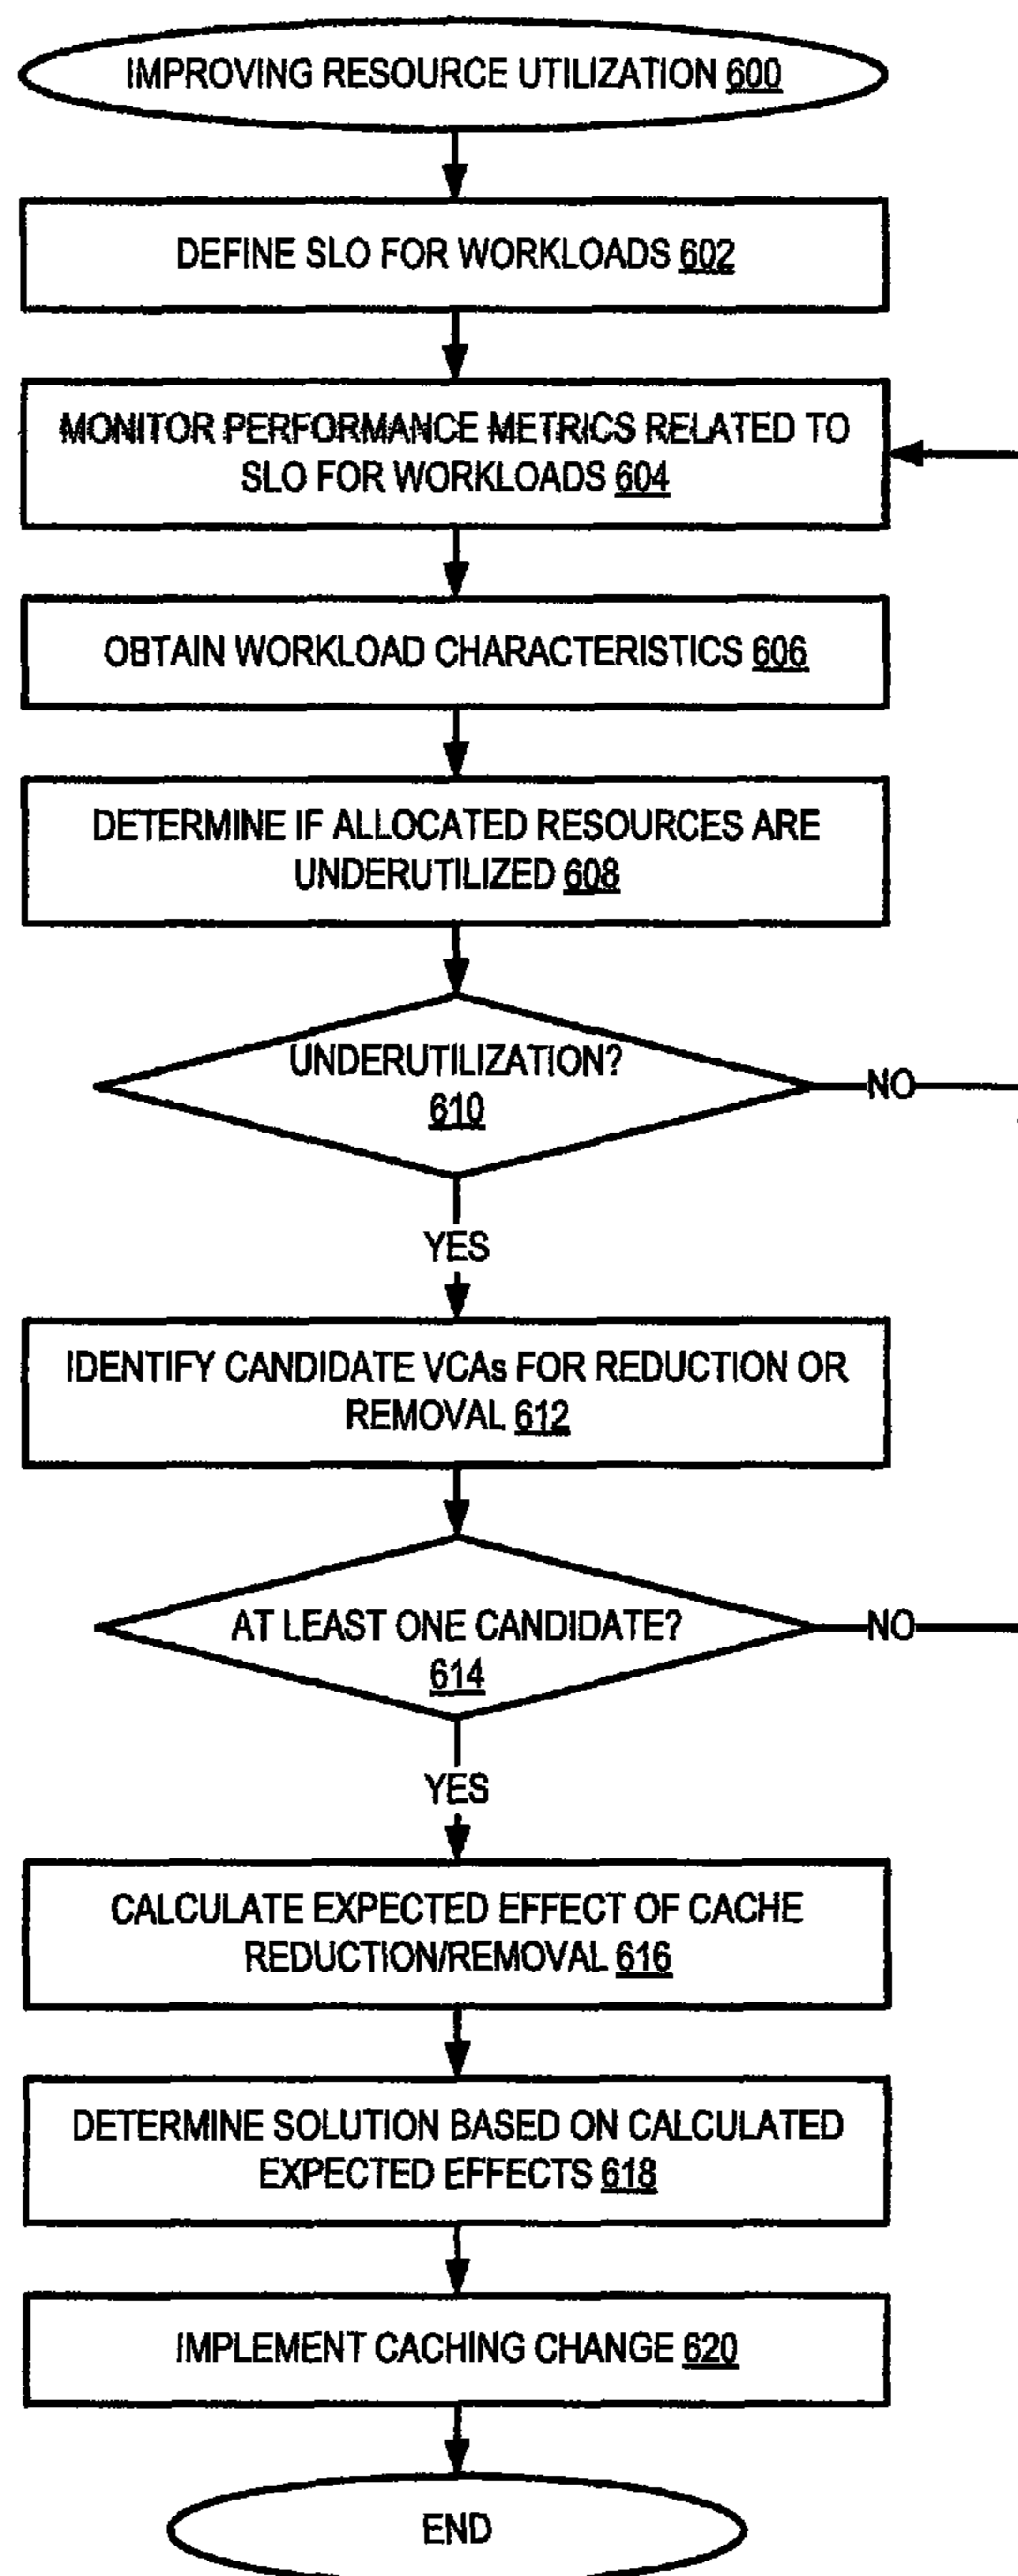 IMPROVING RESOURCE UTILIZATION 600
DEFINE SLO FOR WORKLOADS 602
MONITOR PERFORMANCE METRICS RELATED TO
SLO FOR WORKLOADS 604
OBTAIN WORKLOAD CHARACTERISTICS 606
DETERMINE IF ALLOCATED RESOURCES ARE
UNDERUTILIZED 608
UNDERUTILIZATION?
610
NO
YES
IDENTIFY CANDIDATE VCAs FOR REDUCTION OR
REMOVAL 612
AT LEAST ONE CANDIDATE?
614
NO
YES
CALCULATE EXPECTED EFFECT OF CACHE
REDUCTION/REMOVAL 616
DETERMINE SOLUTION BASED ON CALCULATED
EXPECTED EFFECTS 618
IMPLEMENT CACHING CHANGE 620
END